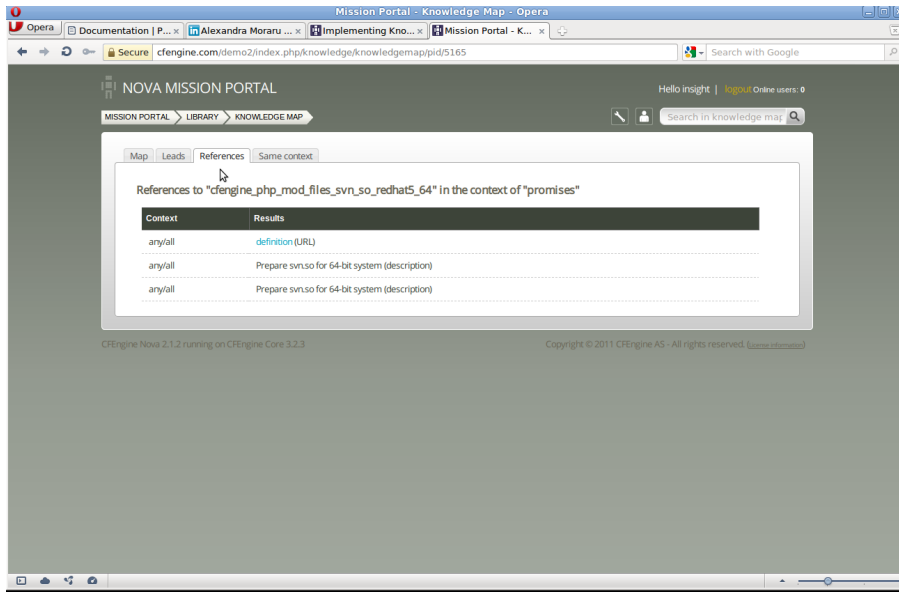 Mission Portal - Knowledge Map - Opera
Opera
Documentation | P... x
in Alexandra Moraru ... x
Implementing Kno... x
Mission Portal - K... x
Secure cfengine.com/demo2/index.php/knowledge/knowledgemap/pid/5165
Search with Google
NOVA MISSION PORTAL
Hello insight | logout Online users: 0
MISSION PORTAL LIBRARY KNOWLEDGE MAP
Search in knowledge map
Map Leads References Same context
References to "cfengine_php_mod_files_svn_so_redhat5_64" in the context of "promises"
Context Results
any/all definition (URL)
any/all Prepare svn.so for 64-bit system (description)
any/all Prepare svn.so for 64-bit system (description)
CFEngine Nova 2.1.2 running on CFEngine Core 3.2.3
Copyright © 2011 CFEngine AS - All rights reserved. (License information)